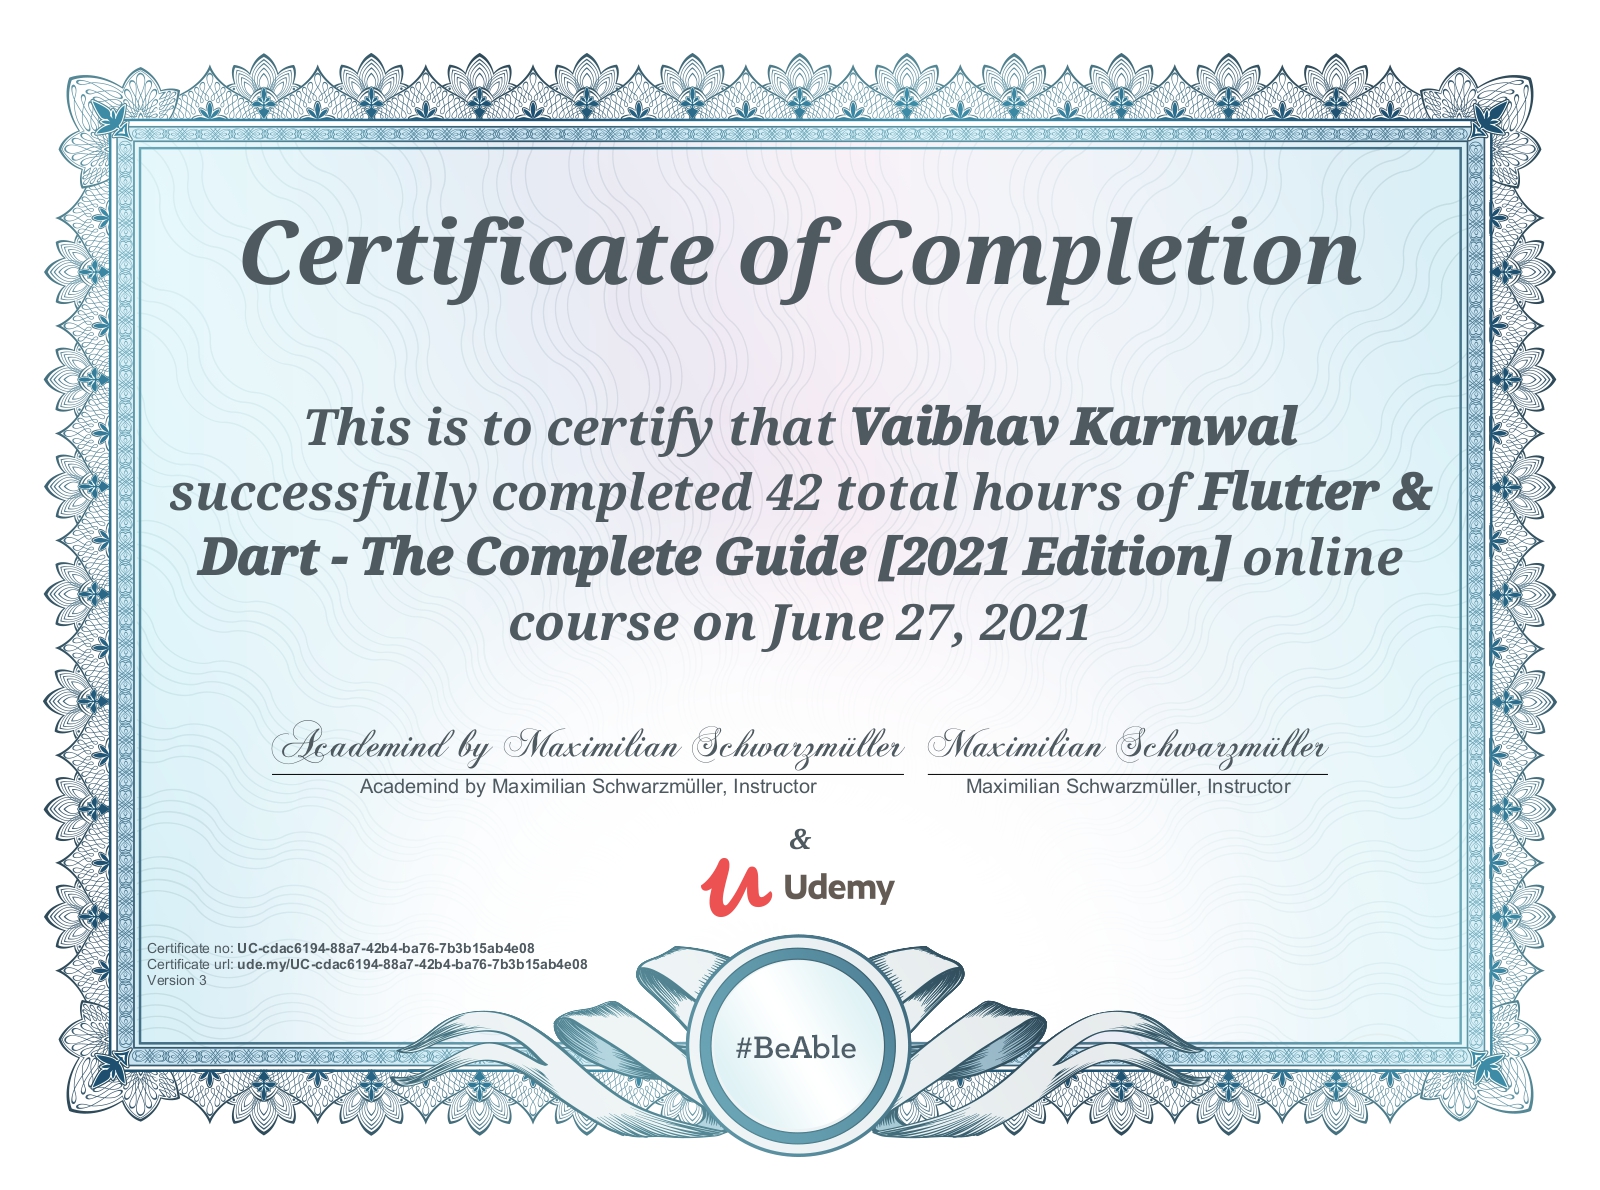 Certificate of Completion
This is to certify that Vaibhav Karnwal
successfully completed 42 total hours of Flutter &
Dart - The Complete Guide [2021 Edition] online
course on June 27, 2021
Academind by Maximilian Schwarzmüller Maximilian Schwarzmüller
Academind by Maximilian Schwarzmüller, Instructor Maximilian Schwarzmüller, Instructor
&
Udemy
Certificate no: UC-cdac6194-88a7-42b4-ba76-7b3b15ab4e08
Certificate url: ude.my/UC-cdac6194-88a7-42b4-ba76-7b3b15ab4e08
Version 3
#BeAble